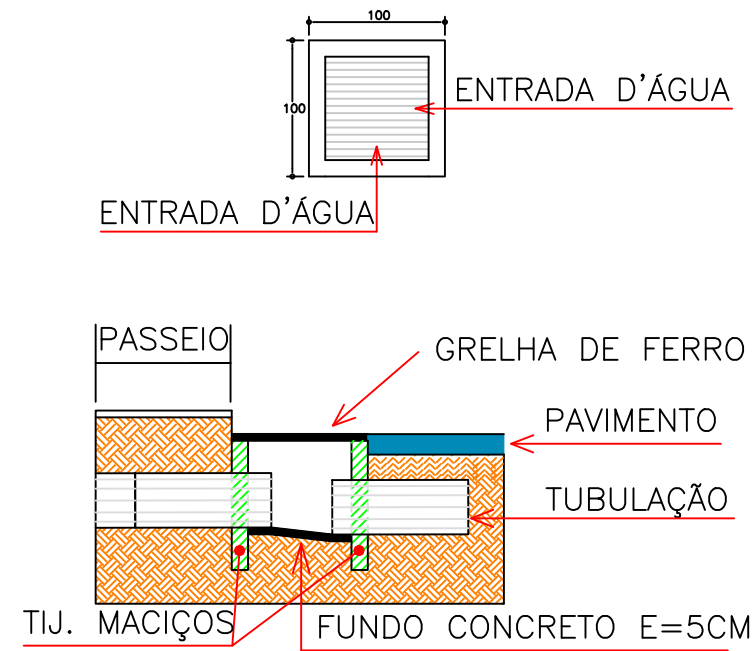 100
100
ENTRADA D'ÁGUA
ENTRADA D'ÁGUA
PASSEIO
GRELHA DE FERRO
PAVIMENTO
TUBULAÇÃO
TIJ. MACIÇOS
FUNDO CONCRETO E=5CM